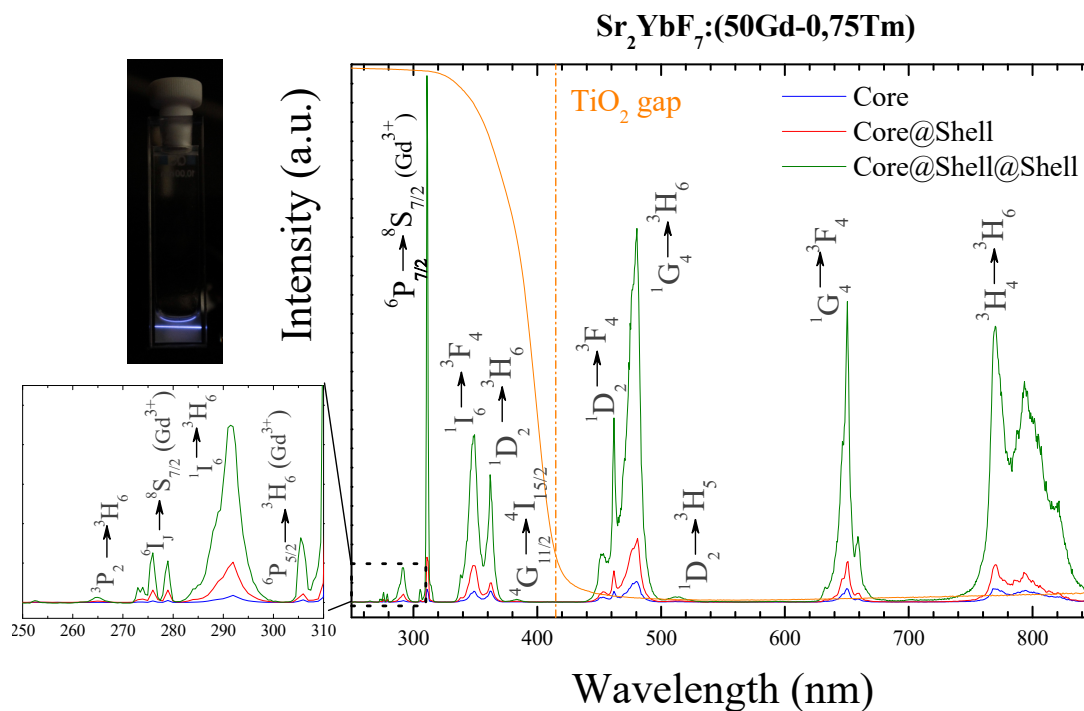 Sr₂YbF₇:(50Gd-0,75Tm)
Intensity (a.u.)
TiO₂ gap
Core
Core@Shell
Core@Shell@Shell
⁶P₇/₂→⁸S₇/₂ (Gd³⁺)
¹I₆→³F₄
¹D₂→³H₆
⁴G₁₁/₂→⁴I₁₅/₂
¹D₂→³F₄
¹G₄→³H₆
¹D₂→³H₅
¹G₄→³F₄
³H₄→³H₆
³P₂→³H₆
⁶I_J→⁸S₇/₂ (Gd³⁺)
¹I₆→³H₆
⁶P₅/₂→³H₆ (Gd³⁺)
250 260 270 280 290 300 310
300 400 500 600 700 800
Wavelength (nm)